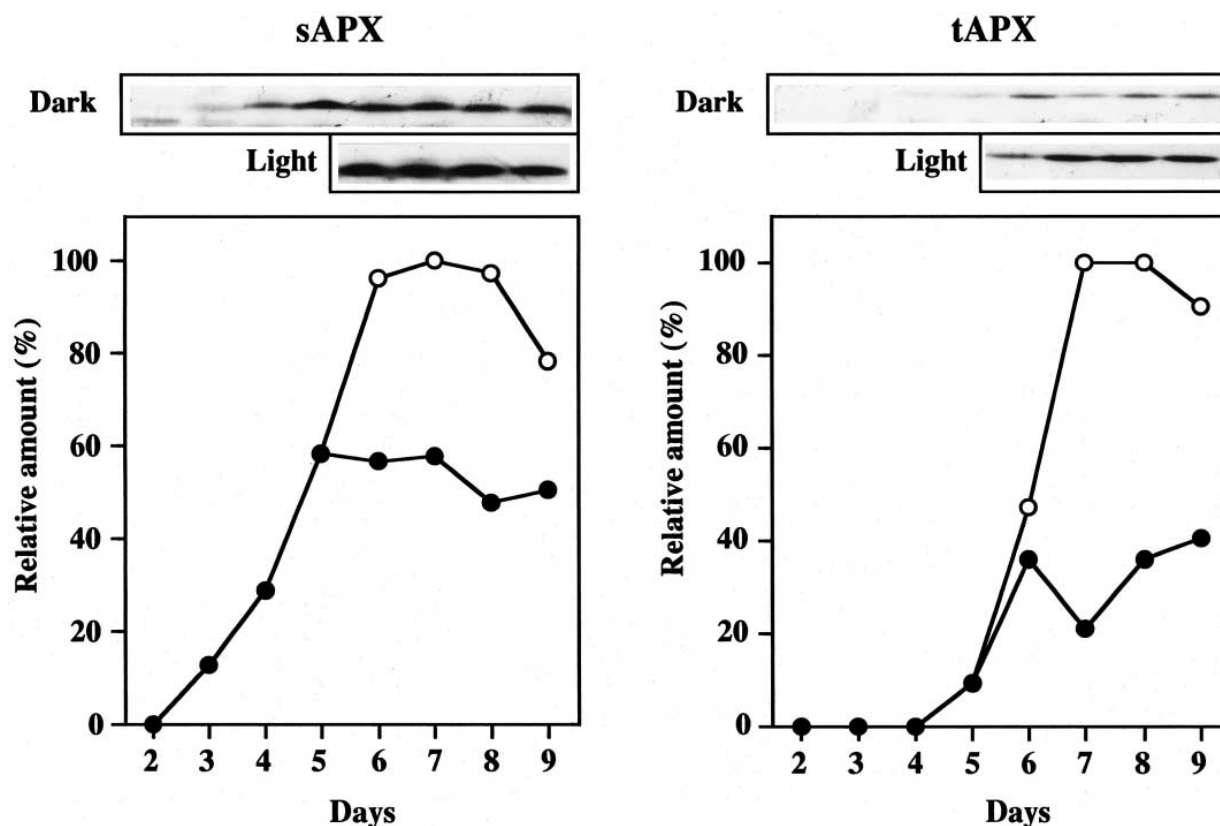 sAPX
Dark
Light
Relative amount (%)
100
80
60
40
20
0
2 3 4 5 6 7 8 9
Days
tAPX
Dark
Light
Relative amount (%)
100
80
60
40
20
0
2 3 4 5 6 7 8 9
Days